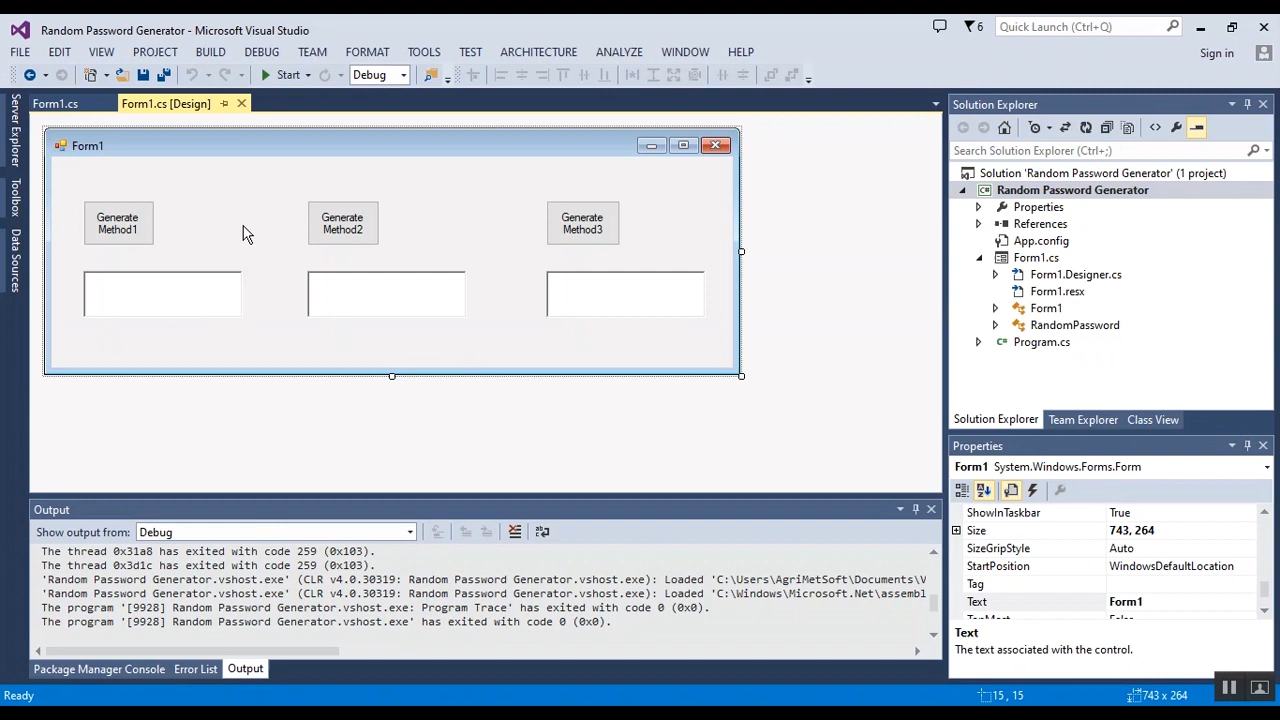 Random Password Generator - Microsoft Visual Studio
6
Quick Launch (Ctrl+Q)
FILE EDIT VIEW PROJECT BUILD DEBUG TEAM FORMAT TOOLS TEST ARCHITECTURE ANALYZE WINDOW HELP
Sign in
Start Debug
Server Explorer
Toolbox
Data Sources
Form1.cs Form1.cs [Design]
Form1
Generate Method1
Generate Method2
Generate Method3
Solution Explorer
Search Solution Explorer (Ctrl+;)
Solution 'Random Password Generator' (1 project)
C# Random Password Generator
Properties
References
App.config
Form1.cs
Form1.Designer.cs
Form1.resx
Form1
RandomPassword
C# Program.cs
Solution Explorer Team Explorer Class View
Properties
Form1 System.Windows.Forms.Form
ShowInTaskbar True
Size 743, 264
SizeGripStyle Auto
StartPosition WindowsDefaultLocation
Tag
Text Form1
TopMost False
Text
The text associated with the control.
Output
Show output from: Debug
The thread 0x31a8 has exited with code 259 (0x103).
The thread 0x3d1c has exited with code 259 (0x103).
'Random Password Generator.vshost.exe' (CLR v4.0.30319: Random Password Generator.vshost.exe): Loaded 'C:\Users\AgriMetSoft\Documents\V
'Random Password Generator.vshost.exe' (CLR v4.0.30319: Random Password Generator.vshost.exe): Loaded 'C:\Windows\Microsoft.Net\assembl
The program '[9928] Random Password Generator.vshost.exe: Program Trace' has exited with code 0 (0x0).
The program '[9928] Random Password Generator.vshost.exe' has exited with code 0 (0x0).
Package Manager Console Error List Output
Ready
15 , 15
743 x 264